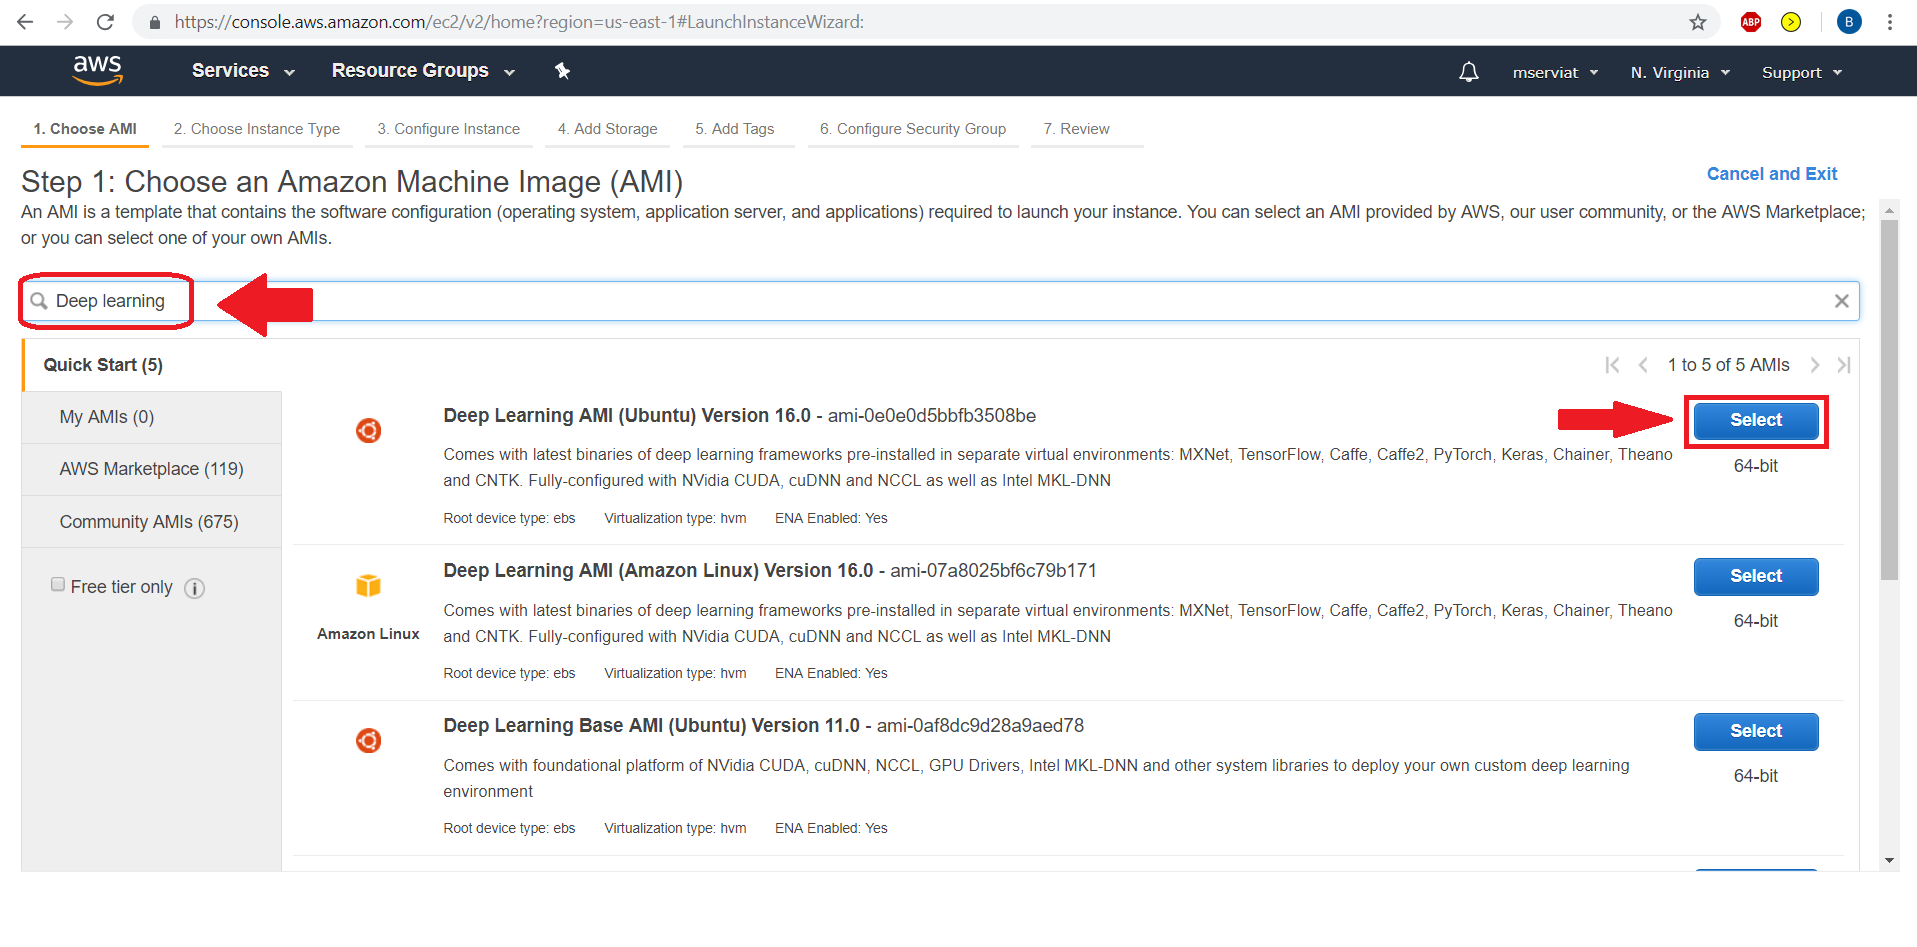 https://console.aws.amazon.com/ec2/v2/home?region=us-east-1#LaunchInstanceWizard:
ABP
B
aws
Services
Resource Groups
mserviat
N. Virginia
Support
1. Choose AMI
2. Choose Instance Type
3. Configure Instance
4. Add Storage
5. Add Tags
6. Configure Security Group
7. Review
Step 1: Choose an Amazon Machine Image (AMI)
Cancel and Exit
An AMI is a template that contains the software configuration (operating system, application server, and applications) required to launch your instance. You can select an AMI provided by AWS, our user community, or the AWS Marketplace;
or you can select one of your own AMIs.
Deep learning
Quick Start (5)
1 to 5 of 5 AMIs
My AMIs (0)
AWS Marketplace (119)
Community AMIs (675)
Free tier only
Deep Learning AMI (Ubuntu) Version 16.0 - ami-0e0e0d5bbfb3508be
Select
Comes with latest binaries of deep learning frameworks pre-installed in separate virtual environments: MXNet, TensorFlow, Caffe, Caffe2, PyTorch, Keras, Chainer, Theano
and CNTK. Fully-configured with NVidia CUDA, cuDNN and NCCL as well as Intel MKL-DNN
64-bit
Root device type: ebs Virtualization type: hvm ENA Enabled: Yes
Amazon Linux
Deep Learning AMI (Amazon Linux) Version 16.0 - ami-07a8025bf6c79b171
Select
Comes with latest binaries of deep learning frameworks pre-installed in separate virtual environments: MXNet, TensorFlow, Caffe, Caffe2, PyTorch, Keras, Chainer, Theano
and CNTK. Fully-configured with NVidia CUDA, cuDNN and NCCL as well as Intel MKL-DNN
64-bit
Root device type: ebs Virtualization type: hvm ENA Enabled: Yes
Deep Learning Base AMI (Ubuntu) Version 11.0 - ami-0af8dc9d28a9aed78
Select
Comes with foundational platform of NVidia CUDA, cuDNN, NCCL, GPU Drivers, Intel MKL-DNN and other system libraries to deploy your own custom deep learning
environment
64-bit
Root device type: ebs Virtualization type: hvm ENA Enabled: Yes